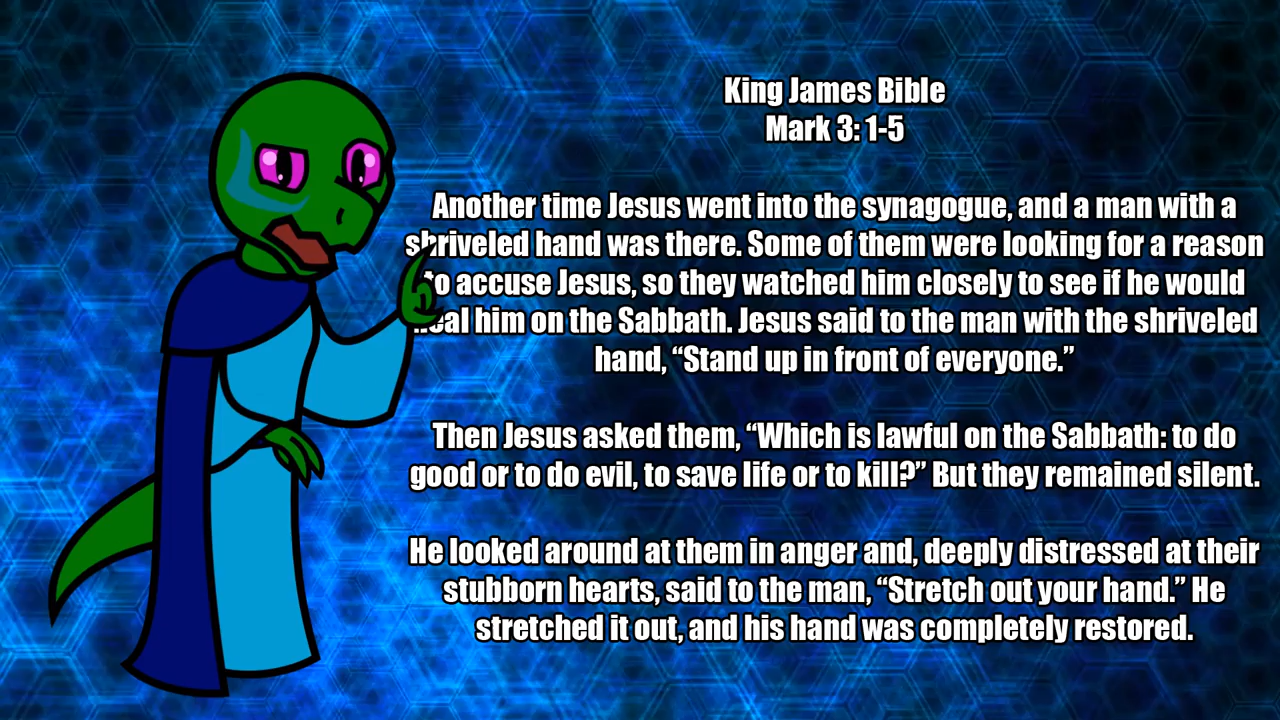 King James Bible
Mark 3: 1-5
Another time Jesus went into the synagogue, and a man with a
shriveled hand was there. Some of them were looking for a reason
to accuse Jesus, so they watched him closely to see if he would
heal him on the Sabbath. Jesus said to the man with the shriveled
hand, “Stand up in front of everyone.”
Then Jesus asked them, “Which is lawful on the Sabbath: to do
good or to do evil, to save life or to kill?” But they remained silent.
He looked around at them in anger and, deeply distressed at their
stubborn hearts, said to the man, “Stretch out your hand.” He
stretched it out, and his hand was completely restored.